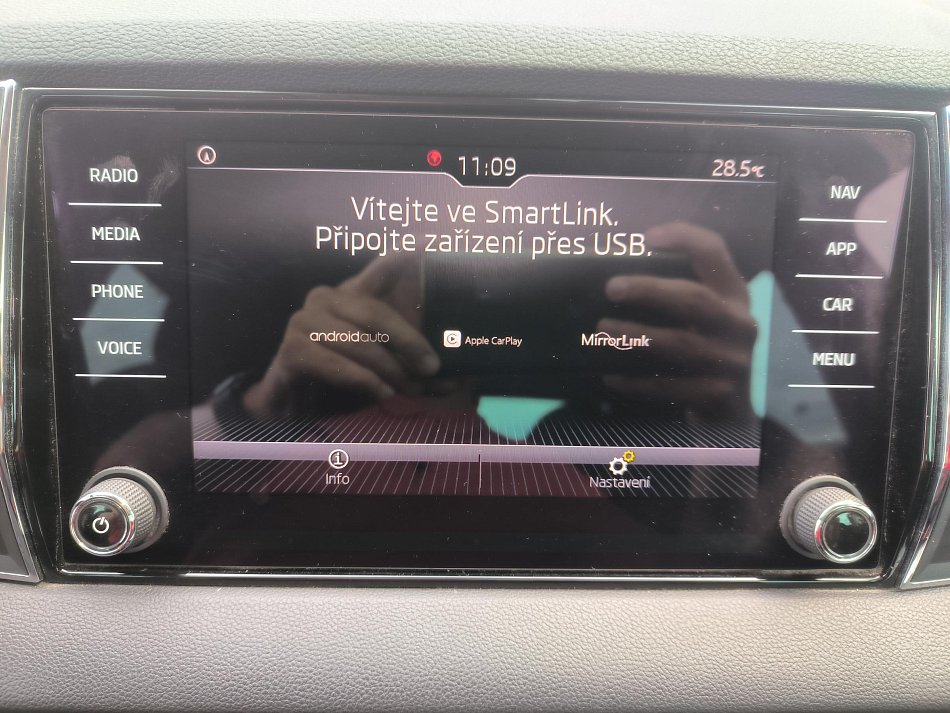 RADIO
MEDIA
PHONE
VOICE
11:09
28.5°C
Vítejte ve SmartLink.
Připojte zařízení přes USB.
androidauto
Apple CarPlay
MirrorLink
Info
Nastavení
NAV
APP
CAR
MENU